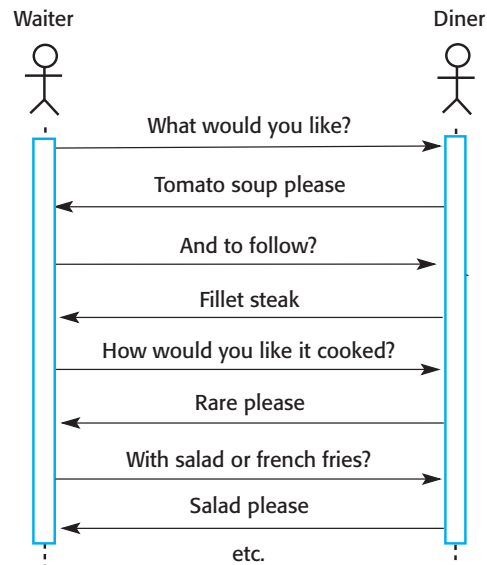 Waiter
Diner
What would you like?
Tomato soup please
And to follow?
Fillet steak
How would you like it cooked?
Rare please
With salad or french fries?
Salad please
etc.